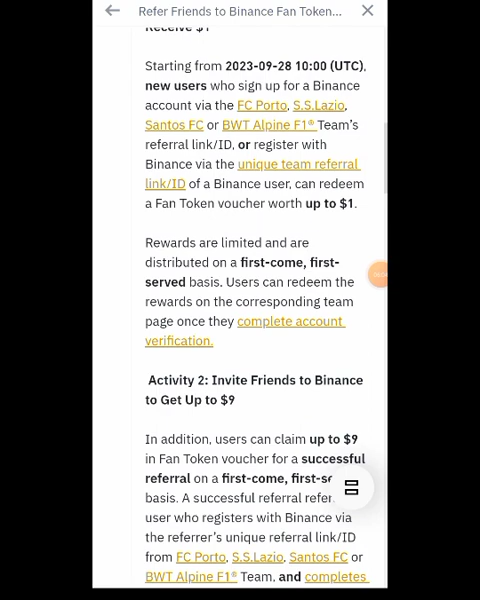 Refer Friends to Binance Fan Token...
Receive $1
Starting from 2023-09-28 10:00 (UTC),
new users who sign up for a Binance
account via the FC Porto, S.S.Lazio,
Santos FC or BWT Alpine F1® Team's
referral link/ID, or register with
Binance via the unique team referral
link/ID of a Binance user, can redeem
a Fan Token voucher worth up to $1.
Rewards are limited and are
distributed on a first-come, first-
served basis. Users can redeem the
rewards on the corresponding team
page once they complete account
verification.
Activity 2: Invite Friends to Binance
to Get Up to $9
In addition, users can claim up to $9
in Fan Token voucher for a successful
referral on a first-come, first-se
basis. A successful referral refer
user who registers with Binance via
the referrer's unique referral link/ID
from FC Porto, S.S.Lazio, Santos FC or
BWT Alpine F1® Team, and completes